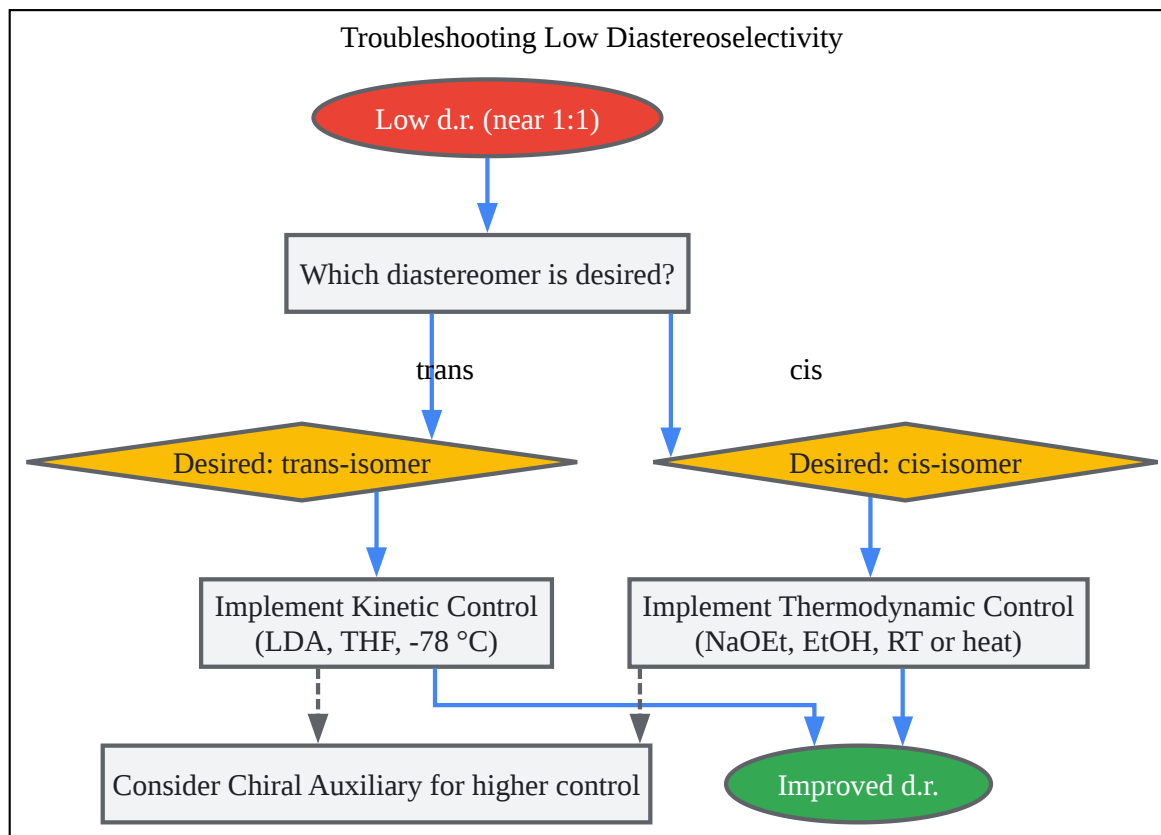 Troubleshooting Low Diastereoselectivity
Low d.r. (near 1:1)
Which diastereomer is desired?
trans
cis
Desired: trans-isomer
Desired: cis-isomer
Implement Kinetic Control
(LDA, THF, -78 °C)
Implement Thermodynamic Control
(NaOEt, EtOH, RT or heat)
Consider Chiral Auxiliary for higher control
Improved d.r.